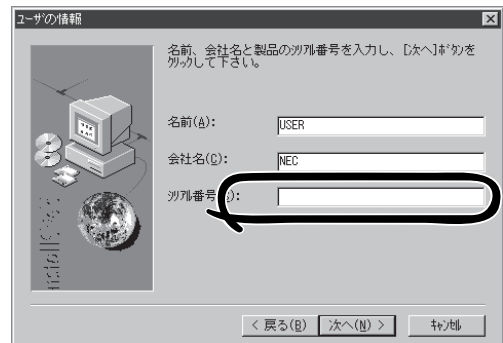 ユーザの情報
名前、会社名と製品のｼﾘｱﾙ番号を入力し、[次へ]ﾎﾞﾀﾝを
ｸﾘｯｸして下さい。
名前(A):
USER
会社名(C):
NEC
ｼﾘｱﾙ番号(S):
InstallShield
< 戻る(B)
次へ(N) >
ｷｬﾝｾﾙ